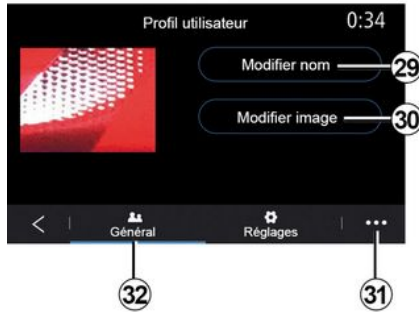 Profil utilisateur
0:34
Modifier nom
29
Modifier image
30
Général
Réglages
32
31